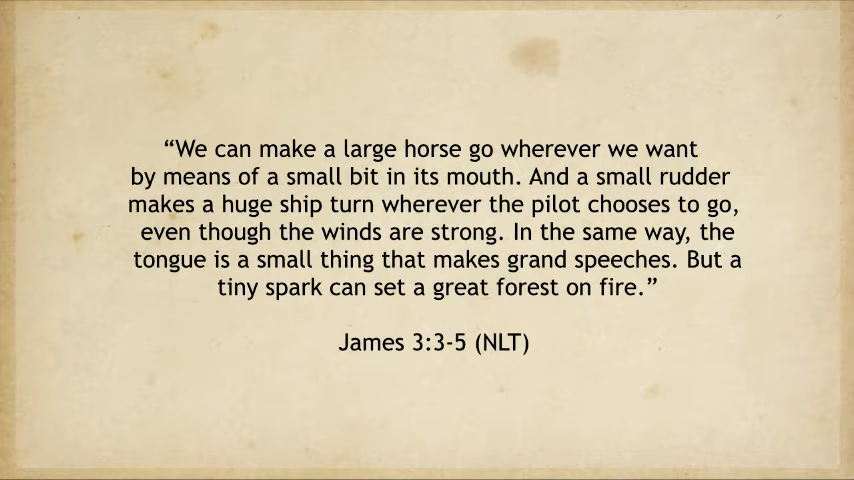 “We can make a large horse go wherever we want
by means of a small bit in its mouth. And a small rudder
makes a huge ship turn wherever the pilot chooses to go,
even though the winds are strong. In the same way, the
tongue is a small thing that makes grand speeches. But a
tiny spark can set a great forest on fire.”
James 3:3-5 (NLT)